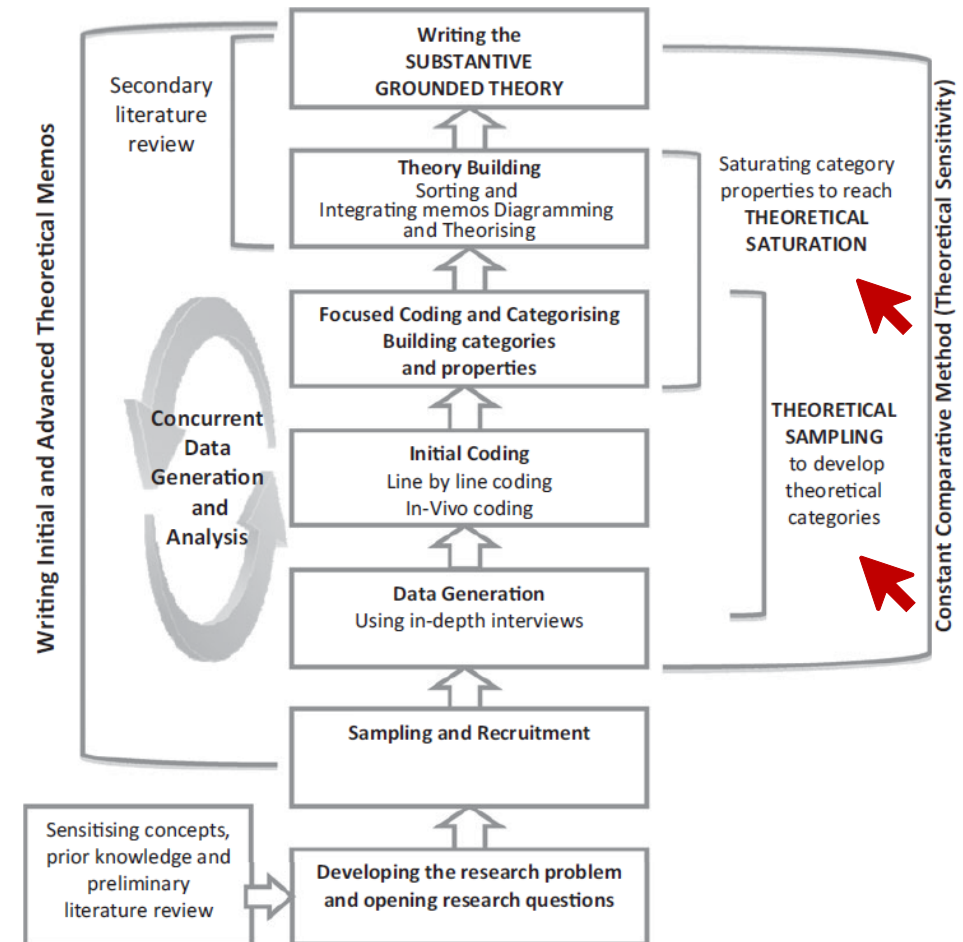 Writing the
SUBSTANTIVE
GROUNDED THEORY
Secondary
literature
review
Theory Building
Sorting and
Integrating memos Diagramming
and Theorising
Saturating category
properties to reach
THEORETICAL
SATURATION
Focused Coding and Categorising
Building categories
and properties
Concurrent
Data
Generation
and
Analysis
Initial Coding
Line by line coding
In-Vivo coding
THEORETICAL
SAMPLING
to develop
theoretical
categories
Data Generation
Using in-depth interviews
Sampling and Recruitment
Sensitising concepts,
prior knowledge and
preliminary
literature review
Developing the research problem
and opening research questions
Writing Initial and Advanced Theoretical Memos
Constant Comparative Method (Theoretical Sensitivity)